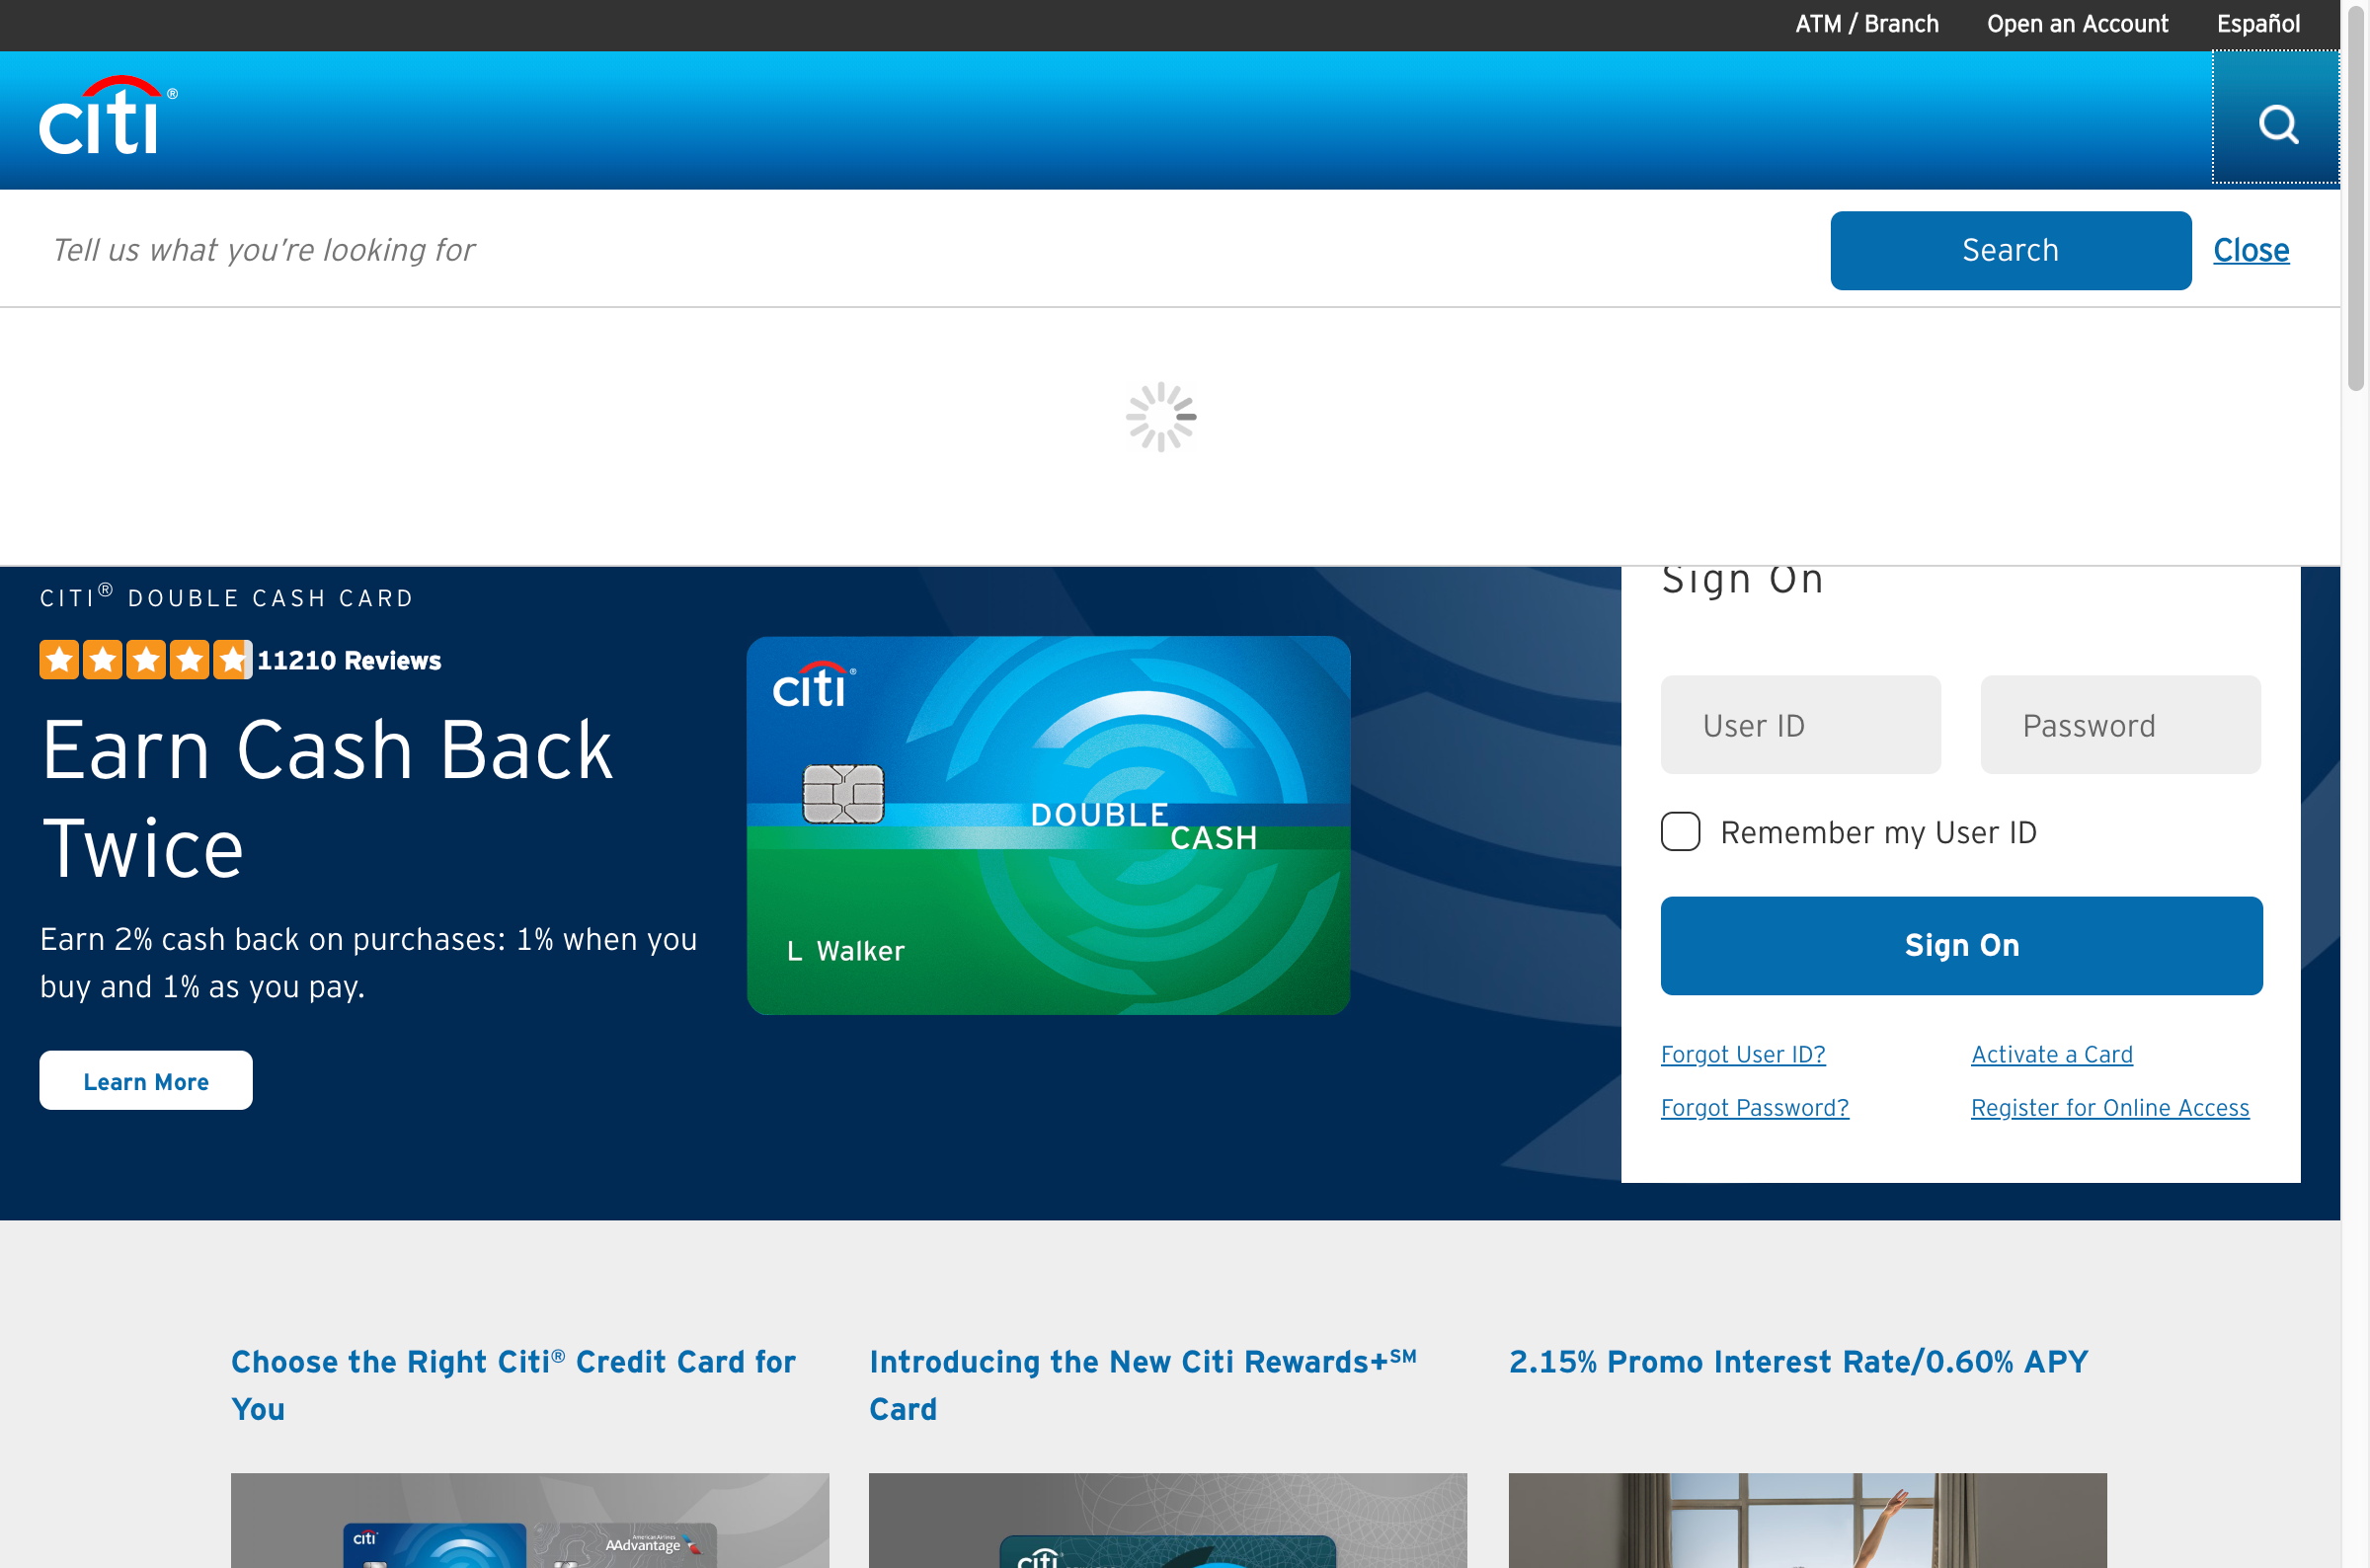 ATM / Branch Open an Account Español
citi®
Tell us what you're looking for Search Close
CITI® DOUBLE CASH CARD
11210 Reviews
Earn Cash Back
Twice
Earn 2% cash back on purchases: 1% when you
buy and 1% as you pay.
Learn More
citi®
DOUBLE
CASH
L Walker
Sign On
User ID Password
Remember my User ID
Sign On
Forgot User ID? Activate a Card
Forgot Password? Register for Online Access
Choose the Right Citi® Credit Card for
You
Introducing the New Citi Rewards+℠
Card
2.15% Promo Interest Rate/0.60% APY
citi
American Airlines
AAdvantage
citi